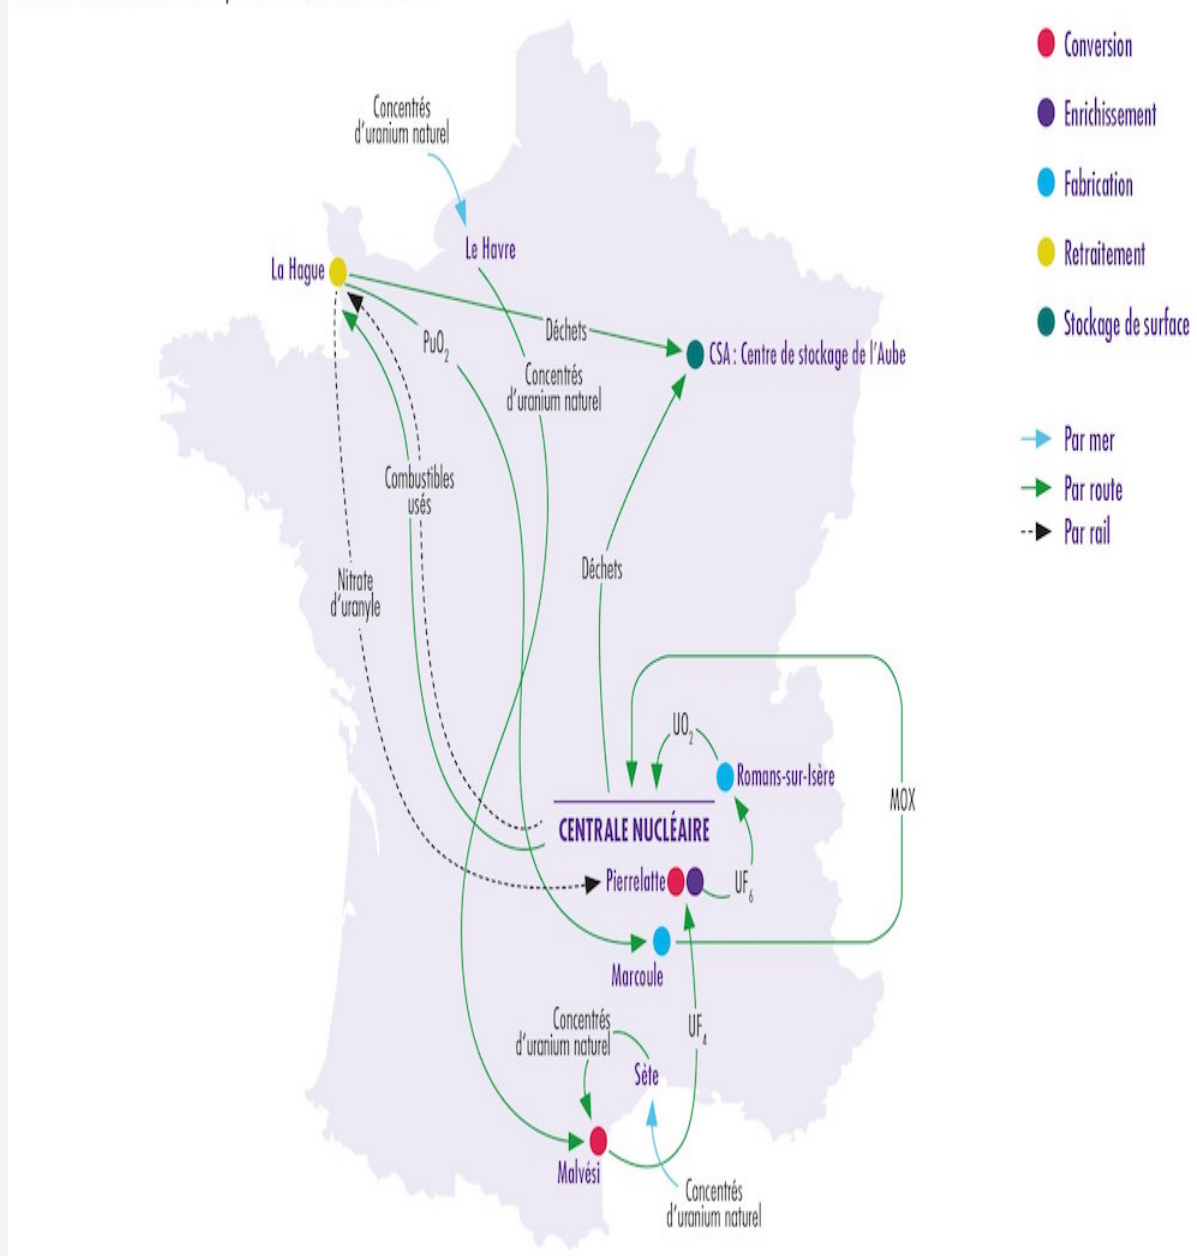 Conversion
Enrichissement
Fabrication
Retraitement
Stockage de surface
Par mer
Par route
Par rail
Concentrés
d'uranium naturel
Le Havre
La Hague
Déchets
PuO₂
CSA : Centre de stockage de l'Aube
Concentrés
d'uranium naturel
Combustibles
usés
Déchets
Nitrate
d'uranyle
UO₂
Romans-sur-Isère
MOX
CENTRALE NUCLÉAIRE
Pierrelatte
UF₆
Marcoule
Concentrés
d'uranium naturel
UF₄
Sète
Malvési
Concentrés
d'uranium naturel